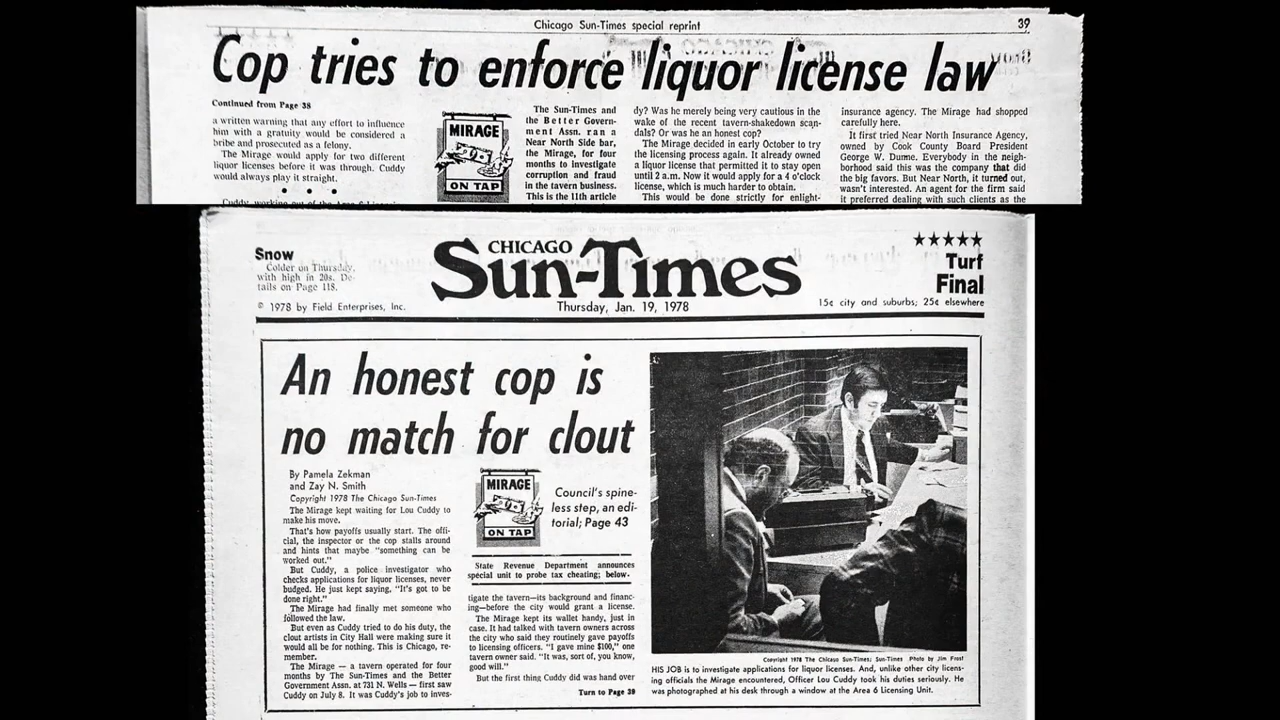 Chicago Sun-Times special reprint
39
Cop tries to enforce liquor license law
Continued from Page 38
a written warning that any effort to influence
him with a gratuity would be considered a
bribe and prosecuted as a felony.
The Mirage would apply for two different
liquor licenses before it was through. Cuddy
would always play it straight.
• • •
MIRAGE
ON TAP
The Sun-Times and
the Better Govern-
ment Assn. ran a
Near North Side bar,
the Mirage, for four
months to investigate
corruption and fraud
in the tavern business.
This is the 11th article
dy? Was he merely being very cautious in the
wake of the recent tavern-shakedown scan-
dals? Or was he an honest cop?
The Mirage decided in early October to try
the licensing process again. It already owned
a liquor license that permitted it to stay open
until 2 a.m. Now it would apply for a 4 o'clock
license, which is much harder to obtain.
This would be done strictly for enlight-
insurance agency. The Mirage had shopped
carefully here.
It first tried Near North Insurance Agency,
owned by Cook County Board President
George W. Dunne. Everybody in the neigh-
borhood said this was the company that did
the big favors. But Near North, it turned out,
wasn't interested. An agent for the firm said
it preferred dealing with such clients as the
Snow
Colder on Thursday,
with high in 20s. De-
tails on Page 118.
© 1978 by Field Enterprises, Inc.
CHICAGO
Sun-Times
Thursday, Jan. 19, 1978
★★★★★
Turf
Final
15¢ city and suburbs; 25¢ elsewhere
An honest cop is
no match for clout
By Pamela Zekman
and Zay N. Smith
Copyright 1978 The Chicago Sun-Times
The Mirage kept waiting for Lou Cuddy to
make his move.
That's how payoffs usually start. The offi-
cial, the inspector or the cop stalls around
and hints that maybe "something can be
worked out."
But Cuddy, a police investigator who
checks applications for liquor licenses, never
budged. He just kept saying, "It's got to be
done right."
The Mirage had finally met someone who
followed the law.
But even as Cuddy tried to do his duty, the
clout artists in City Hall were making sure it
would all be for nothing. This is Chicago, re-
member.
The Mirage — a tavern operated for four
months by The Sun-Times and the Better
Government Assn. at 731 N. Wells — first saw
Cuddy on July 8. It was Cuddy's job to inves-
MIRAGE
ON TAP
Council's spine-
less step, an edi-
torial; Page 43
State Revenue Department announces
special unit to probe tax cheating; below.
tigate the tavern—its background and financ-
ing—before the city would grant a license.
The Mirage kept its wallet handy, just in
case. It had talked with tavern owners across
the city who said they routinely gave payoffs
to licensing officers. "I gave mine $100," one
tavern owner said. "It was, sort of, you know,
good will."
But the first thing Cuddy did was hand over
Turn to Page 39
Copyright 1978 The Chicago Sun-Times; Sun-Times Photo by Jim Frost
HIS JOB is to investigate applications for liquor licenses. And, unlike other city licens-
ing officials the Mirage encountered, Officer Lou Cuddy took his duties seriously. He
was photographed at his desk through a window at the Area 6 Licensing Unit.